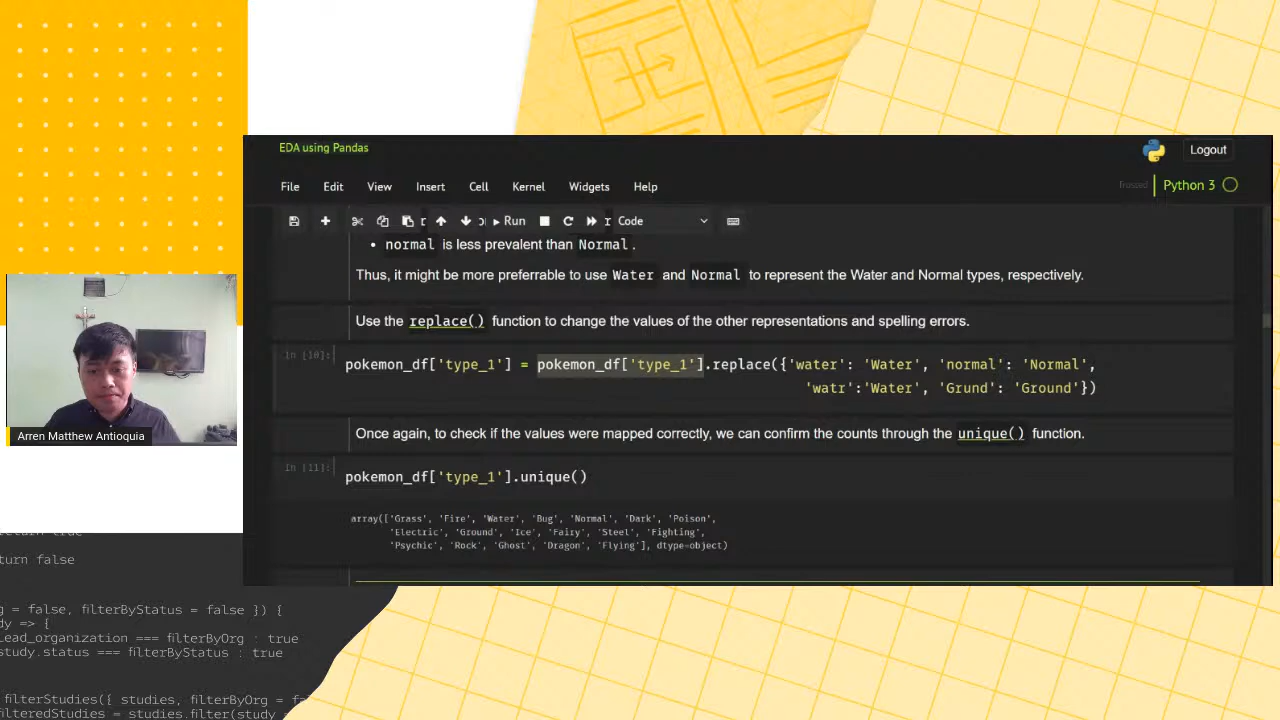 EDA using Pandas
Logout
File Edit View Insert Cell Kernel Widgets Help
Trusted
Python 3
Run
Code
• normal is less prevalent than Normal .
Thus, it might be more preferrable to use Water and Normal to represent the Water and Normal types, respectively.
Use the replace() function to change the values of the other representations and spelling errors.
In [10]:
pokemon_df['type_1'] = pokemon_df['type_1'].replace({'water': 'Water', 'normal': 'Normal',
'watr':'Water', 'Grund': 'Ground'})
Once again, to check if the values were mapped correctly, we can confirm the counts through the unique() function.
In [11]:
pokemon_df['type_1'].unique()
array(['Grass', 'Fire', 'Water', 'Bug', 'Normal', 'Dark', 'Poison',
'Electric', 'Ground', 'Ice', 'Fairy', 'Steel', 'Fighting',
'Psychic', 'Rock', 'Ghost', 'Dragon', 'Flying'], dtype=object)
Arren Matthew Antioquia
true
turn false
= false, filterByStatus = false }) {
=> {
lead_organization === filterByOrg : true
study.status === filterByStatus : true
filterStudies({ studies, filterByOrg =
filteredStudies = studies.filter(study